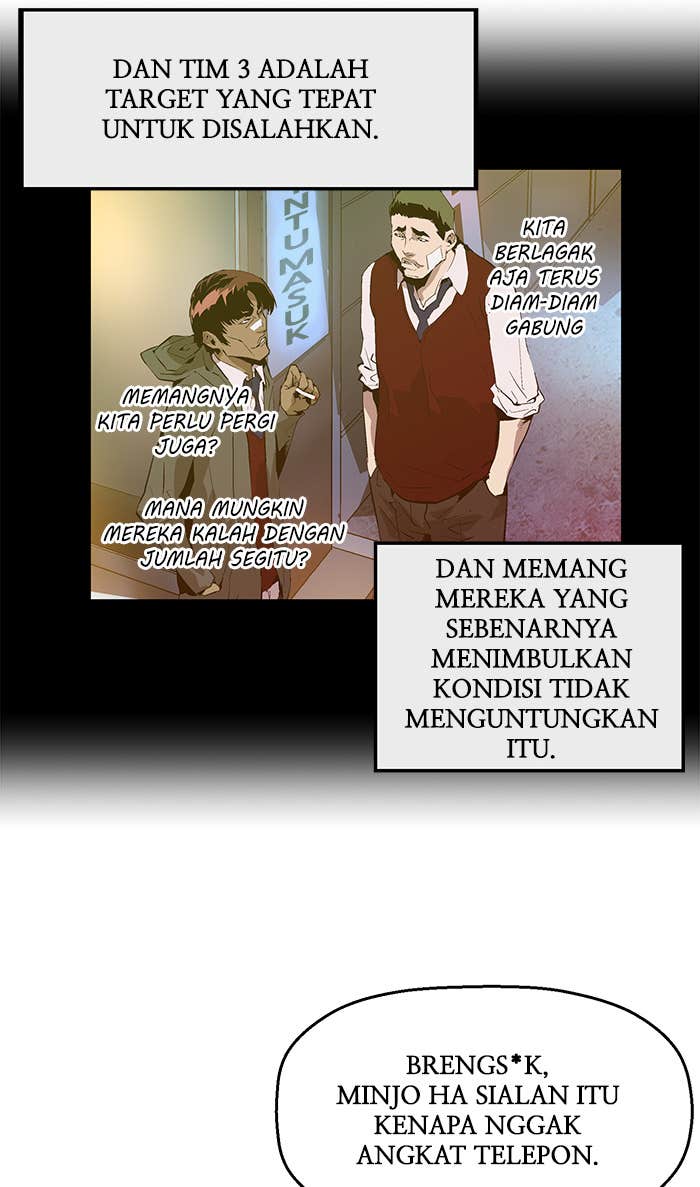 DAN TIM 3 ADALAH
TARGET YANG TEPAT
UNTUK DISALAHKAN.
NTU MASUK
KITA
BERLAGAK
AJA TERUS
DIAM-DIAM
GABUNG
MEMANGNYA
KITA PERLU PERGI
JUGA?
MANA MUNGKIN
MEREKA KALAH DENGAN
JUMLAH SEGITU?
DAN MEMANG
MEREKA YANG
SEBENARNYA
MENIMBULKAN
KONDISI TIDAK
MENGUNTUNGKAN
ITU.
BRENGS*K,
MINJO HA SIALAN ITU
KENAPA NGGAK
ANGKAT TELEPON.